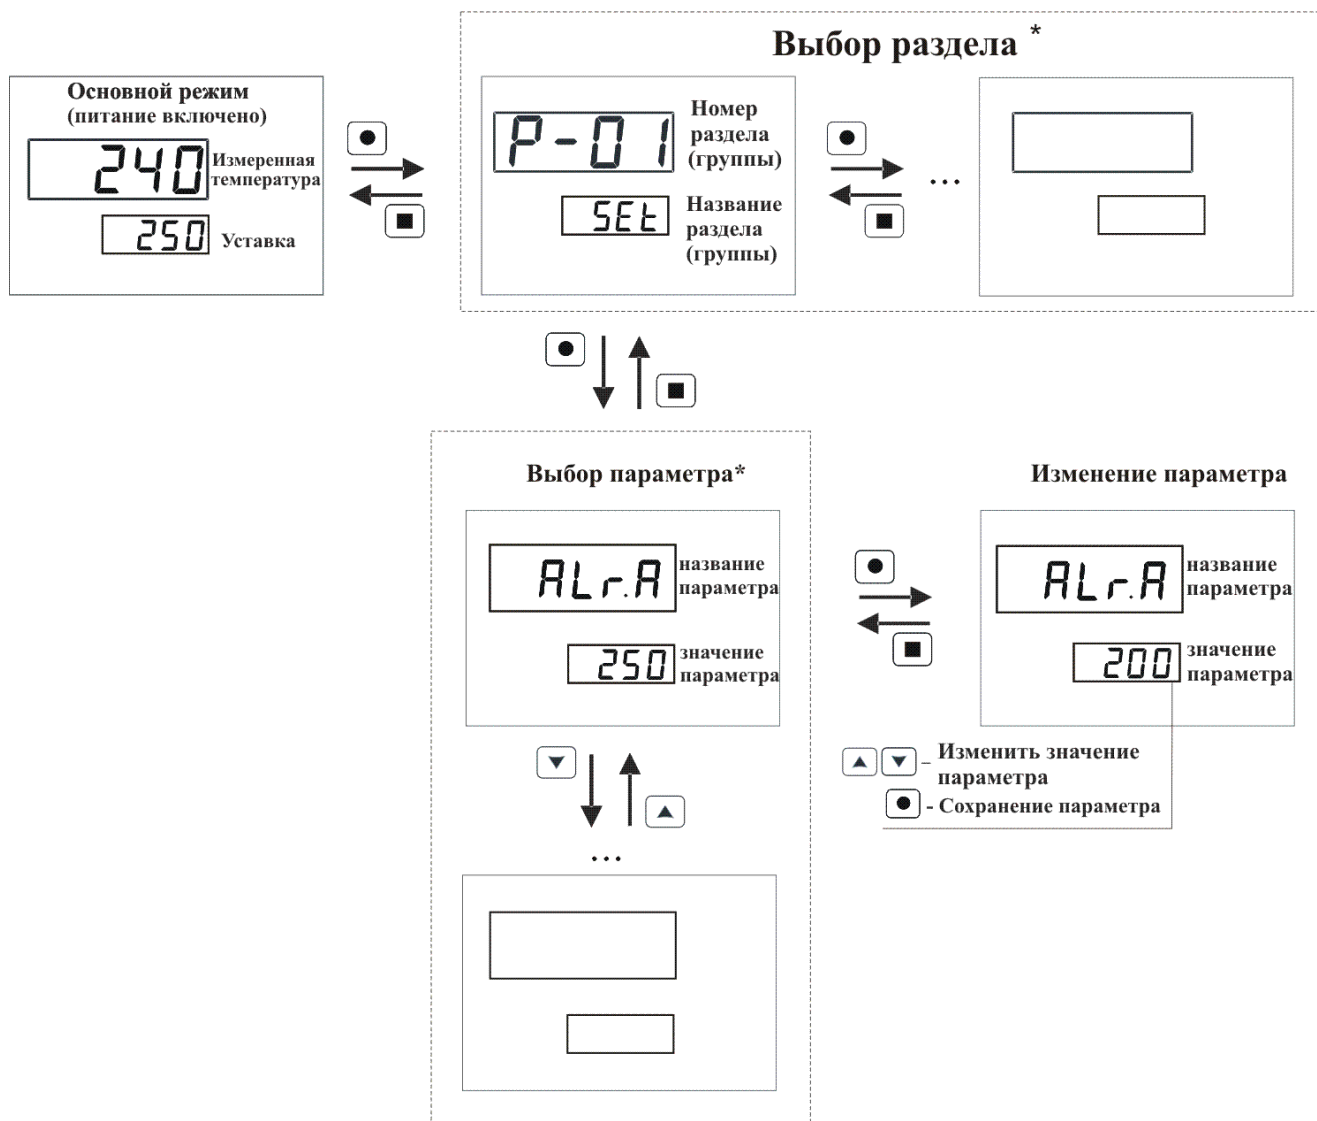 Выбор раздела *
Основной режим
(питание включено)
240
Измеренная
температура
250
Уставка
P-01
Номер
раздела
(группы)
SEt
Название
раздела
(группы)
...
Выбор параметра*
ALr.A
название
параметра
250
значение
параметра
...
Изменение параметра
ALr.A
название
параметра
200
значение
параметра
– Изменить значение
параметра
- Сохранение параметра